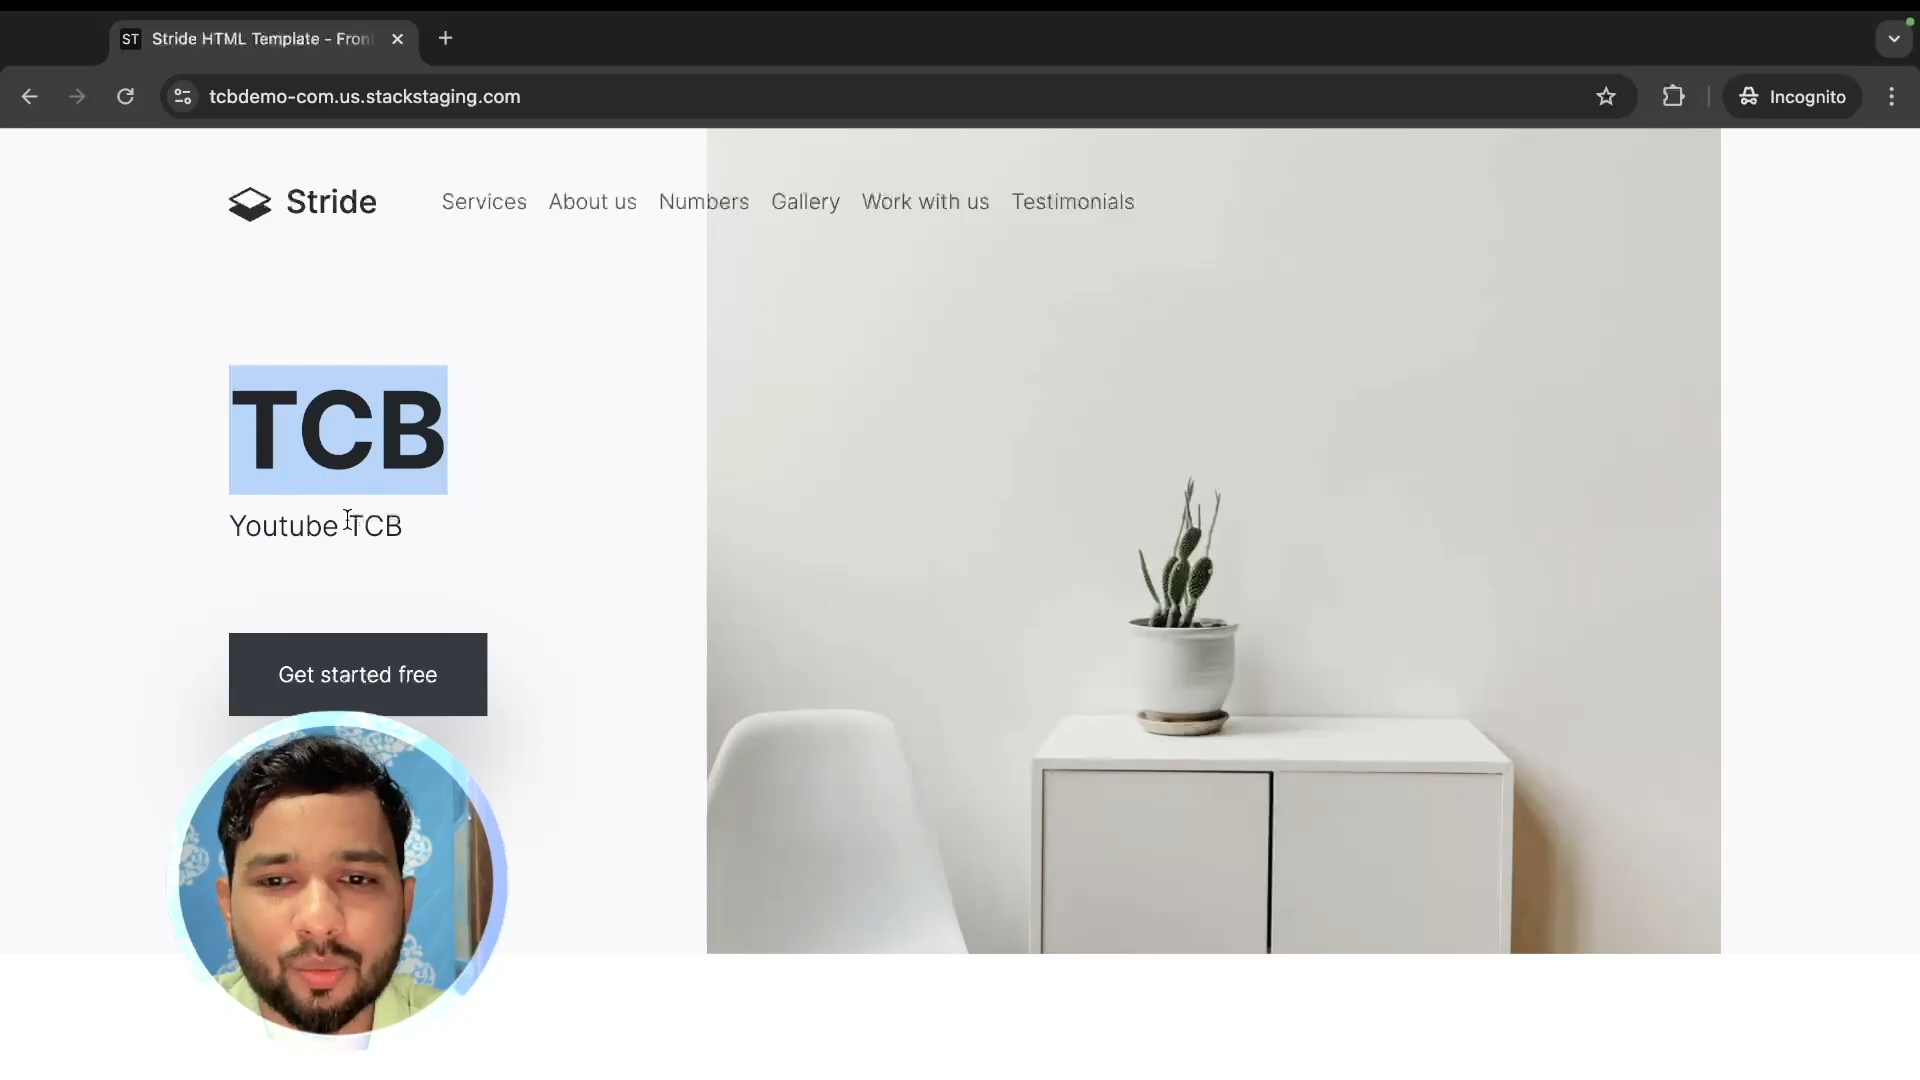 ST Stride HTML Template - Fron
tcbdemo-com.us.stackstaging.com
Incognito
Stride
Services About us Numbers Gallery Work with us Testimonials
TCB
Youtube TCB
Get started free